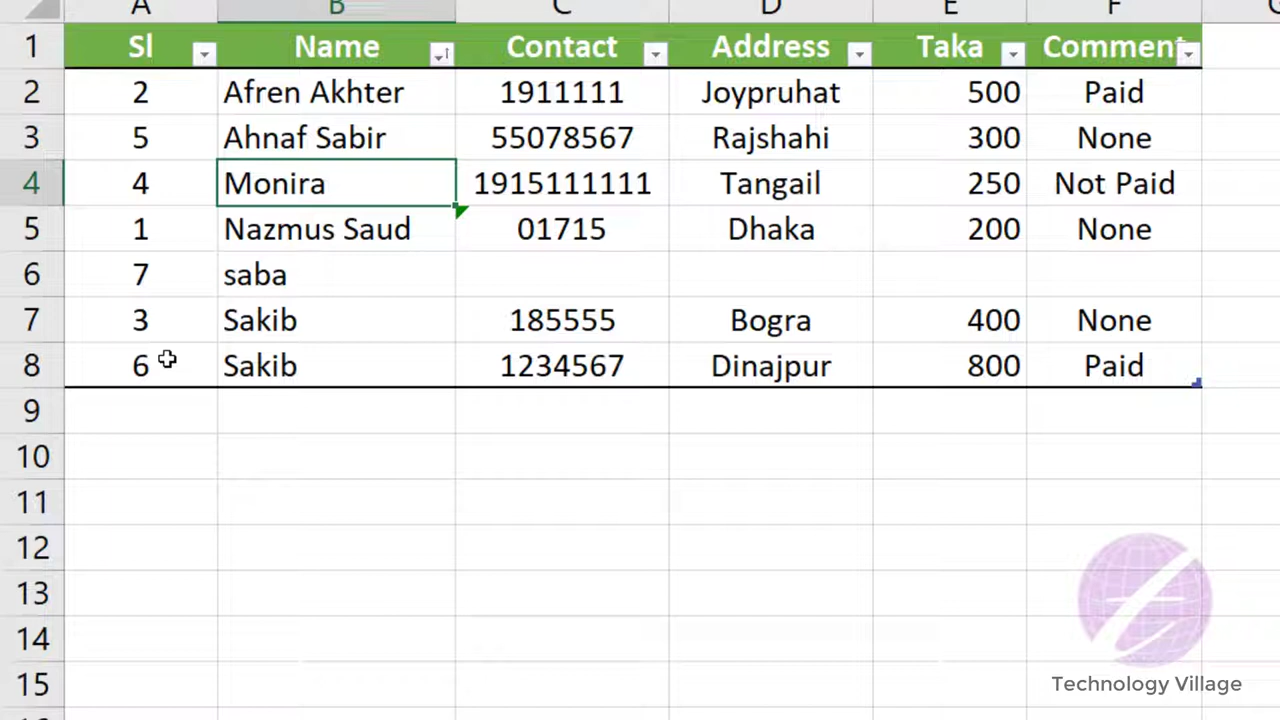 A B C D E F
1 Sl Name Contact Address Taka Comment
2 2 Afren Akhter 1911111 Joypruhat 500 Paid
3 5 Ahnaf Sabir 55078567 Rajshahi 300 None
4 4 Monira 1915111111 Tangail 250 Not Paid
5 1 Nazmus Saud 01715 Dhaka 200 None
6 7 saba
7 3 Sakib 185555 Bogra 400 None
8 6 Sakib 1234567 Dinajpur 800 Paid
9
10
11
12
13
14
15
Technology Village